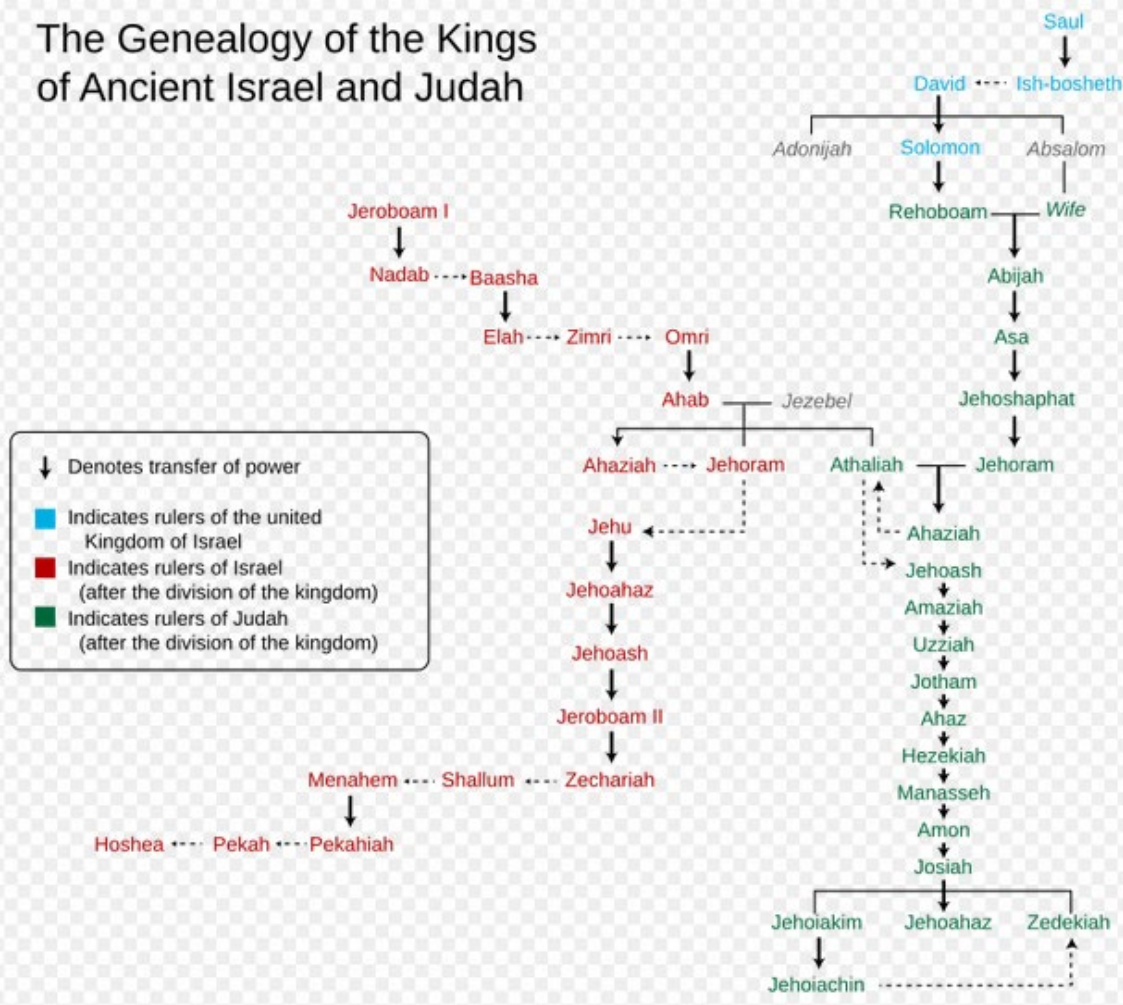 The Genealogy of the Kings
of Ancient Israel and Judah
Saul
David Ish-bosheth
Adonijah Solomon Absalom
Jeroboam I Rehoboam Wife
Nadab Baasha Abijah
Elah Zimri Omri Asa
Ahab Jezebel Jehoshaphat
Ahaziah Jehoram Athaliah Jehoram
Jehu Ahaziah
Jehoash
Jehoahaz Amaziah
Jehoash Uzziah
Jotham
Jeroboam II Ahaz
Hezekiah
Menahem Shallum Zechariah Manasseh
Hoshea Pekah Pekahiah Amon
Josiah
Jehoiakim Jehoahaz Zedekiah
Jehoiachin
Denotes transfer of power
Indicates rulers of the united
Kingdom of Israel
Indicates rulers of Israel
(after the division of the kingdom)
Indicates rulers of Judah
(after the division of the kingdom)